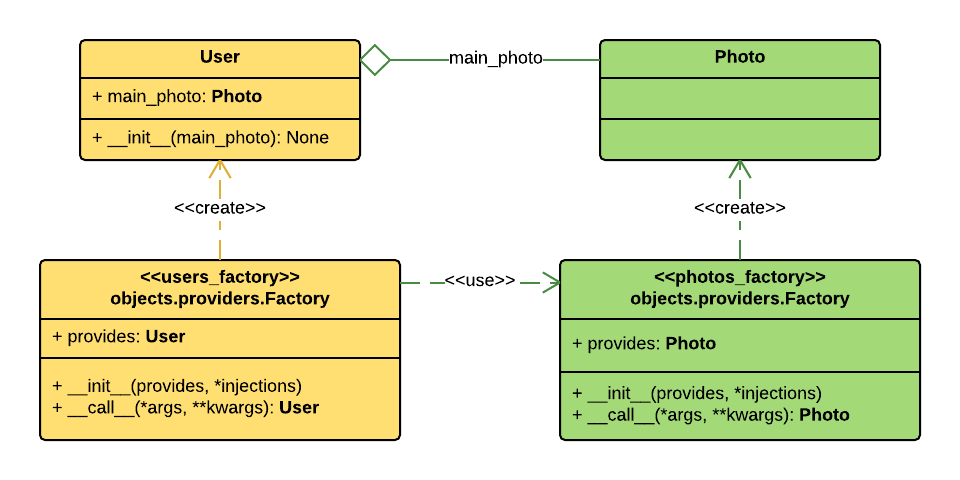 User
main_photo
Photo
+ main_photo: Photo
+ __init__(main_photo): None
<<create>>
<<create>>
<<users_factory>>
objects.providers.Factory
<<use>>
<<photos_factory>>
objects.providers.Factory
+ provides: User
+ __init__(provides, *injections)
+ __call__(*args, **kwargs): User
+ provides: Photo
+ __init__(provides, *injections)
+ __call__(*args, **kwargs): Photo